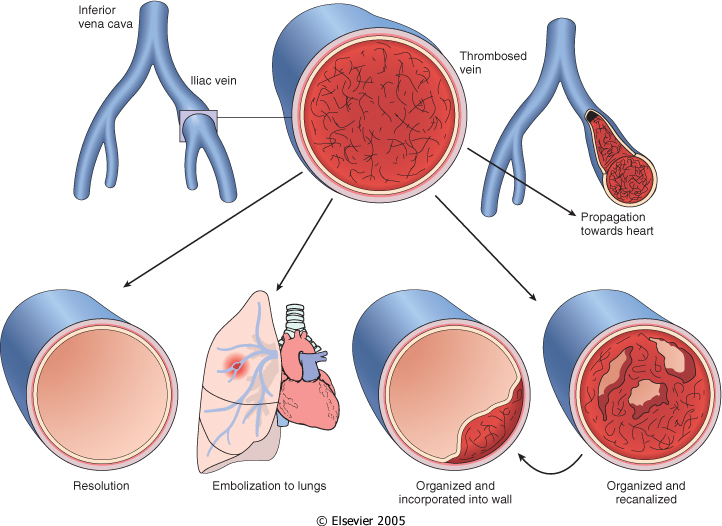 Inferior
vena cava
Iliac vein
Thrombosed
vein
Propagation
towards heart
Resolution
Embolization to lungs
Organized and
incorporated into wall
Organized and
recanalized
© Elsevier 2005